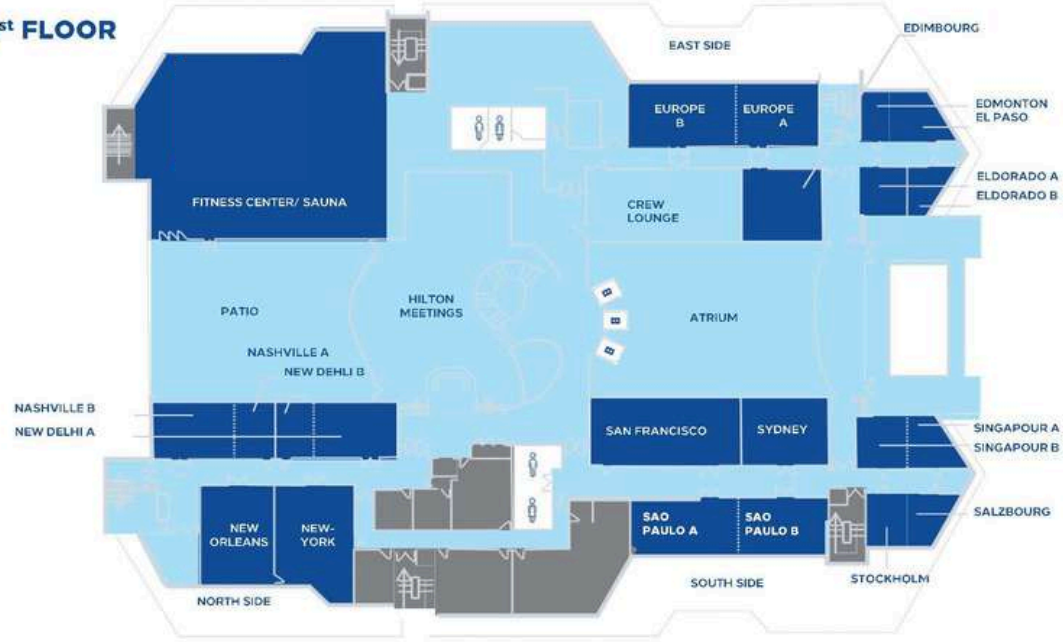 st FLOOR
EDIMBOURG
EAST SIDE
EUROPE
B
EUROPE
A
EDMONTON
EL PASO
ELDORADO A
ELDORADO B
FITNESS CENTER/ SAUNA
CREW
LOUNGE
PATIO
HILTON
MEETINGS
ATRIUM
NASHVILLE A
NEW DEHLI B
NASHVILLE B
NEW DELHI A
SAN FRANCISCO
SYDNEY
SINGAPOUR A
SINGAPOUR B
NEW
ORLEANS
NEW-
YORK
SAO
PAULO A
SAO
PAULO B
SALZBOURG
STOCKHOLM
SOUTH SIDE
NORTH SIDE